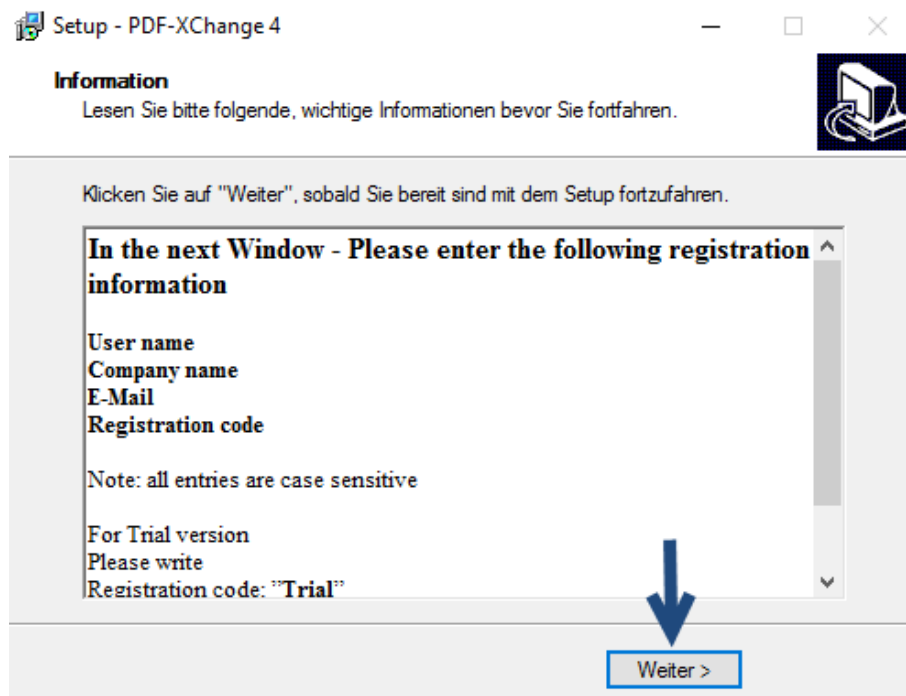 Setup - PDF-XChange 4
Information
Lesen Sie bitte folgende, wichtige Informationen bevor Sie fortfahren.
Klicken Sie auf "Weiter", sobald Sie bereit sind mit dem Setup fortzufahren.
In the next Window - Please enter the following registration
information
User name
Company name
E-Mail
Registration code
Note: all entries are case sensitive
For Trial version
Please write
Registration code: ”Trial”
Weiter >